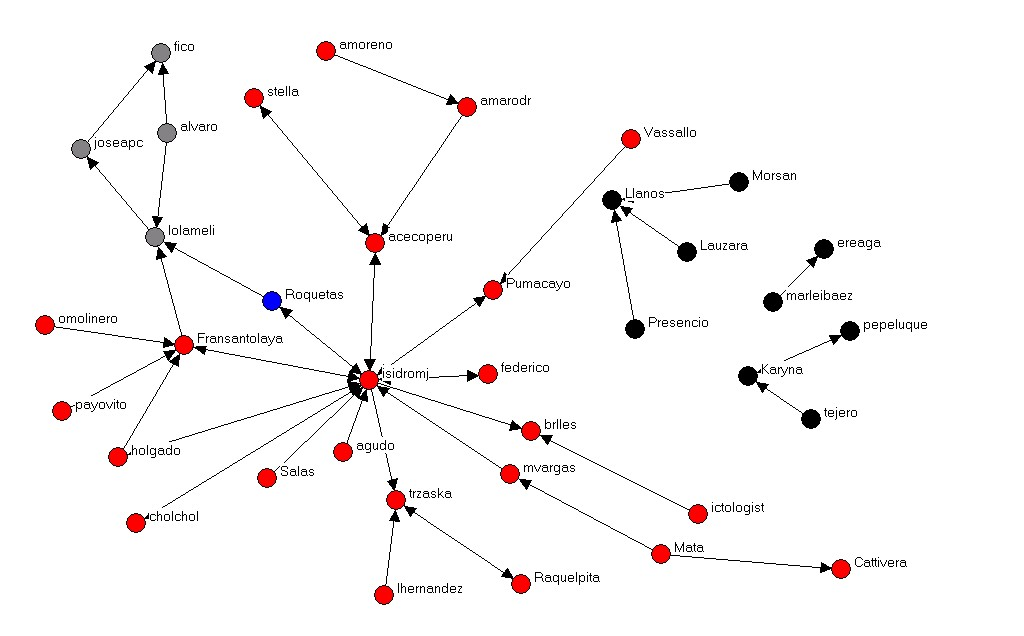 fico
amoreno
stella
amarodr
alvaro
joseapc
Vassallo
Morsan
Llanos
lolameli
acecoperu
Lauzara
ereaga
Pumacayo
Roquetas
marleibaez
omolinero
Presencio
pepeluque
Fransantolaya
isidromj
federico
Karyna
payovito
tejero
brlles
holgado
agudo
Salas
mvargas
trzaska
ictologist
cholchol
Mata
Cattivera
Raquelpita
lhernandez